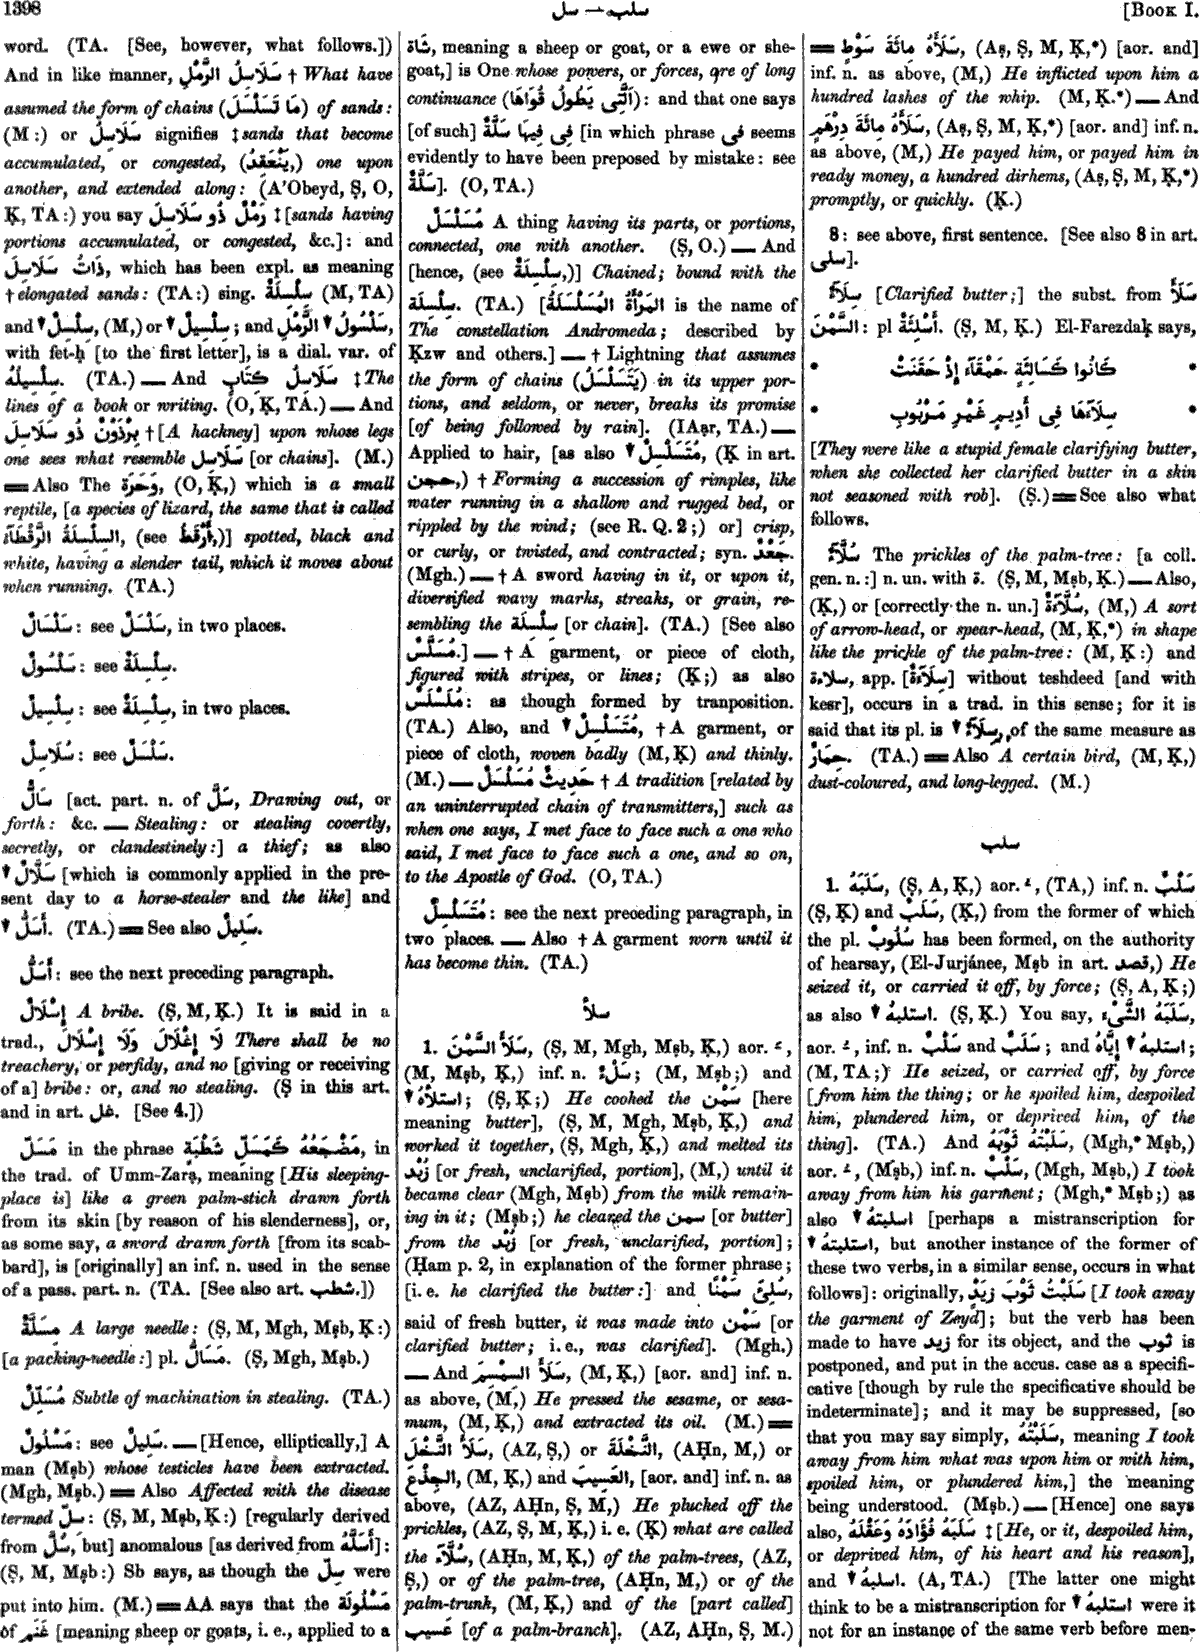 1398
سلب — سل
[BOOK I.
word. (TA. [See, however, what follows.])
And in like manner, سَلَاسِلُ الرَّمْلِ † What have
assumed the form of chains (مَا تَسَلْسَلَ) of sands:
(M:) or سَلَاسِلُ signifies ‡ sands that become
accumulated, or congested, (يَنْعَقِدُ,) one upon
another, and extended along: (A'Obeyd, Ṣ, O,
Ḳ, TA:) you say رَمْلٌ ذُو سَلَاسِلَ ‡ [sands having
portions accumulated, or congested, &c.]: and
ذَاتُ سَلَاسِلَ, which has been expl. as meaning
† elongated sands: (TA:) sing. سِلْسِلَةٌ (M, TA)
and ▼ سِلْسِلٌ, (M,) or ▼ سِلْسِيلٌ; and ▼ سَلْسُولُ الرَّمْلِ,
with fet-ḥ [to the first letter], is a dial. var. of
سِلْسِيلُهُ. (TA.) — And سَلَاسِلُ كِتَابٍ ‡ The
lines of a book or writing. (O, Ḳ, TA.) — And
بِرْذَوْنٌ ذُو سَلَاسِلَ † [A hackney] upon whose legs
one sees what resemble سَلَاسِل [or chains]. (M.)
═ Also The وَحَرَة, (O, Ḳ,) which is a small
reptile, [a species of lizard, the same that is called
السِّلْسِلَةُ الرَّقْطَآءُ, (see أَرْقَطُ,)] spotted, black and
white, having a slender tail, which it moves about
when running. (TA.)
سَلْسَالٌ: see سَلْسَلٌ, in two places.
سَلْسُولٌ: see سِلْسِلَةٌ.
سِلْسِيلٌ: see سِلْسِلَةٌ, in two places.
سُلَاسِلٌ: see سَلْسَلٌ.
سَالٌّ [act. part. n. of سَلَّ, Drawing out, or
forth: &c. — Stealing: or stealing covertly,
secretly, or clandestinely:] a thief; as also
▼ سَلَّالٌ [which is commonly applied in the pre-
sent day to a horse-stealer and the like] and
▼ أَسَلُّ. (TA.) ═ See also سَلِيلٌ.
أَسَلُّ: see the next preceding paragraph.
إِسْلَالٌ A bribe. (Ṣ, M, Ḳ.) It is said in a
trad., لَا إِغْلَالَ وَلَا إِسْلَالَ There shall be no
treachery, or perfidy, and no [giving or receiving
of a] bribe: or, and no stealing. (Ṣ in this art.
and in art. غل. [See 4.])
مَسَلّ in the phrase مَضْجَعُهُ كَمَسَلِّ شَطْبَةٍ, in
the trad. of Umm-Zarạ, meaning [His sleeping-
place is] like a green palm-stick drawn forth
from its skin [by reason of his slenderness], or,
as some say, a sword drawn forth [from its scab-
bard], is [originally] an inf. n. used in the sense
of a pass. part. n. (TA. [See also art. شطب.])
مِسَلَّةٌ A large needle: (Ṣ, M, Mgh, Mṣb, Ḳ:)
[a packing-needle:] pl. مَسَالُّ. (Ṣ, Mgh, Mṣb.)
مُسَلِّلٌ Subtle of machination in stealing. (TA.)
مَسْلُولٌ: see سَلِيلٌ. — [Hence, elliptically,] A
man (Mṣb) whose testicles have been extracted.
(Mgh, Mṣb.) ═ Also Affected with the disease
termed سِلّ: (Ṣ, M, Mṣb, Ḳ:) [regularly derived
from سُلَّ, but] anomalous [as derived from أَسَلَّهُ]:
(Ṣ, M, Mṣb:) Sb says, as though the سِلّ were
put into him. (M.) ═ AA says that the مَسْلُولَة
of غَنَم [meaning sheep or goats, i. e., applied to a
شَاة, meaning a sheep or goat, or a ewe or she-
goat,] is One whose powers, or forces, are of long
continuance (اَلَّتِى يَطُولُ قُوَاهَا): and that one says
[of such] فِى فِيهَا سَلَّةٌ [in which phrase فى seems
evidently to have been preposed by mistake: see
سَلَّةٌ]. (O, TA.)
مُسَلْسَلٌ A thing having its parts, or portions,
connected, one with another. (Ṣ, O.) — And
[hence, (see سِلْسِلَةٌ,)] Chained; bound with the
سِلْسِلَة. (TA.) [المَرْأَةُ المُسَلْسَلَةُ is the name of
The constellation Andromeda; described by
Ḳzw and others.] — † Lightning that assumes
the form of chains (يَتَسَلْسَلُ) in its upper por-
tions, and seldom, or never, breaks its promise
[of being followed by rain]. (IAạr, TA.) —
Applied to hair, [as also ▼ مُتَسَلْسِلٌ, (Ḳ in art.
حجن,) † Forming a succession of rimples, like
water running in a shallow and rugged bed, or
rippled by the wind; (see R. Q. 2;) or] crisp,
or curly, or twisted, and contracted; syn. جَعْدٌ.
(Mgh.) — † A sword having in it, or upon it,
diversified wavy marks, streaks, or grain, re-
sembling the سِلْسِلَة [or chain]. (TA.) [See also
مُسَلَّسٌ.] — † A garment, or piece of cloth,
figured with stripes, or lines; (Ḳ;) as also
مُلَسْلَسٌ: as though formed by tranposition.
(TA.) Also, and ▼ مُتَسَلْسِلٌ, † A garment, or
piece of cloth, woven badly (M, Ḳ) and thinly.
(M.) — حَدِيثٌ مُسَلْسَلٌ † A tradition [related by
an uninterrupted chain of transmitters,] such as
when one says, I met face to face such a one who
said, I met face to face such a one, and so on,
to the Apostle of God. (O, TA.)
مُتَسَلْسِلٌ: see the next preceding paragraph, in
two places. — Also † A garment worn until it
has become thin. (TA.)
سلأ
1. سَلَأَ السَّمْنَ, (Ṣ, M, Mgh, Mṣb, Ḳ,) aor. ـَ,
(M, Mṣb, Ḳ,) inf. n. سَلْءٌ; (M, Mṣb;) and
▼ استلأهُ; (Ṣ, Ḳ;) He cooked the سَمْن [here
meaning butter], (Ṣ, M, Mgh, Mṣb, Ḳ,) and
worked it together, (Ṣ, Mgh, Ḳ,) and melted its
زُبْد [or fresh, unclarified, portion], (M,) until it
became clear (Mgh, Mṣb) from the milk remain-
ing in it; (Mṣb;) he cleared the سمن [or butter]
from the زُبْد [or fresh, unclarified, portion];
(Ḥam p. 2, in explanation of the former phrase;
[i. e. he clarified the butter:] and سُلِئَ سَمْنًا,
said of fresh butter, it was made into سَمْن [or
clarified butter; i. e., was clarified]. (Mgh.)
— And سَلَأَ السِّمْسِمَ, (M, Ḳ,) [aor. and] inf. n.
as above, (M,) He pressed the sesame, or sesa-
mum, (M, Ḳ,) and extracted its oil. (M.) ═
سَلَأَ النَّخْلَ, (AZ, Ṣ,) or النَّخْلَةَ, (AḤn, M,) or
الجِذْعَ, (M, Ḳ,) and العَسِيبَ, [aor. and] inf. n. as
above, (AZ, AḤn, Ṣ, M,) He plucked off the
prickles, (AZ, Ṣ, M, Ḳ,) i. e. (Ḳ) what are called
the سُلَّآء, (AḤn, M, Ḳ,) of the palm-trees, (AZ,
Ṣ,) or of the palm-tree, (AḤn, M,) or of the
palm-trunk, (M, Ḳ,) and of the [part called]
عَسِيب [of a palm-branch]. (AZ, AḤn, Ṣ, M.)
═ سَلَأَهُ مِائَةَ سَوْطٍ, (Aṣ, Ṣ, M, Ḳ,*) [aor. and]
inf. n. as above, (M,) He inflicted upon him a
hundred lashes of the whip. (M, Ḳ.*) — And
سَلَأَهُ مِائَةَ دِرْهَمٍ, (Aṣ, Ṣ, M, Ḳ,*) [aor. and] inf. n.
as above, (M,) He payed him, or payed him in
ready money, a hundred dirhems, (Aṣ, Ṣ, M, Ḳ,*)
promptly, or quickly. (Ḳ.)
8: see above, first sentence. [See also 8 in art.
سلى].
سِلَآءٌ [Clarified butter;] the subst. from سَلَأَ
السَّمْنَ: pl أَسْلِئَةٌ. (Ṣ, M, Ḳ.) El-Farezdaḳ says,
• كَانُوا كَسَالِئَةٍ حَمْقَآءَ إِذْ حَقَنَتْ •
• سِلَآءَهَا فِى أَدِيمٍ غَيْرِ مَرْبُوبِ •
[They were like a stupid female clarifying butter,
when she collected her clarified butter in a skin
not seasoned with rob]. (Ṣ.) ═ See also what
follows.
سُلَّآءٌ The prickles of the palm-tree: [a coll.
gen. n.:] n. un. with ة. (Ṣ, M, Mṣb, Ḳ.) — Also,
(Ḳ,) or [correctly the n. un.] سُلَّآءَةٌ, (M,) A sort
of arrow-head, or spear-head, (M, Ḳ,*) in shape
like the prickle of the palm-tree: (M, Ḳ:) and
سلاءة, app. [سِلَآءَةٌ] without teshdeed [and with
kesr], occurs in a trad. in this sense; for it is
said that its pl. is ▼ سِلَآءٌ, of the same measure as
حِمَارٌ. (TA.) ═ Also A certain bird, (M, Ḳ,)
dust-coloured, and long-legged. (M.)
سلب
1. سَلَبَهُ, (Ṣ, A, Ḳ,) aor. ـُ, (TA,) inf. n. سَلْبٌ
(Ṣ, Ḳ) and سَلَبٌ, (Ḳ,) from the former of which
the pl. سُلُوبٌ has been formed, on the authority
of hearsay, (El-Jurjánee, Mṣb in art. قصد,) He
seized it, or carried it off, by force; (Ṣ, A, Ḳ;)
as also ▼ استلبهُ. (Ṣ, Ḳ.) You say, سَلَبَهُ الشَّىْءَ,
aor. ـُ, inf. n. سَلْبٌ and سَلَبٌ; and ▼ استلبهُ إِيَّاهُ;
(M, TA;) He seized, or carried off, by force
[from him the thing; or he spoiled him, despoiled
him, plundered him, or deprived him, of the
thing]. (TA.) And سَلَبْتُهُ ثَوْبَهُ, (Mgh,* Mṣb,)
aor. ـُ, (Mṣb,) inf. n. سَلْبٌ, (Mgh, Mṣb,) I took
away from him his garment; (Mgh,* Mṣb;) as
also ▼ اسلبتهُ [perhaps a mistranscription for
▼ استلبتهُ, but another instance of the former of
these two verbs, in a similar sense, occurs in what
follows]: originally, سَلَبْتُ ثَوْبَ زَيْدٍ [I took away
the garment of Zeyd]; but the verb has been
made to have زيد for its object, and the ثوب is
postponed, and put in the accus. case as a specifi-
cative [though by rule the specificative should be
indeterminate]; and it may be suppressed, [so
that you may say simply, سَلَبْتُهُ, meaning I took
away from him what was upon him or with him,
spoiled him, or plundered him,] the meaning
being understood. (Mṣb.) — [Hence] one says
also, سَلَبَهُ فُؤَادَهُ وَعَقْلَهُ ‡ [He, or it, despoiled him,
or deprived him, of his heart and his reason],
and ▼ اسلبهُ. (A, TA.) [The latter one might
think to be a mistranscription for ▼ استلبهُ were it
not for an instance of the same verb before men-